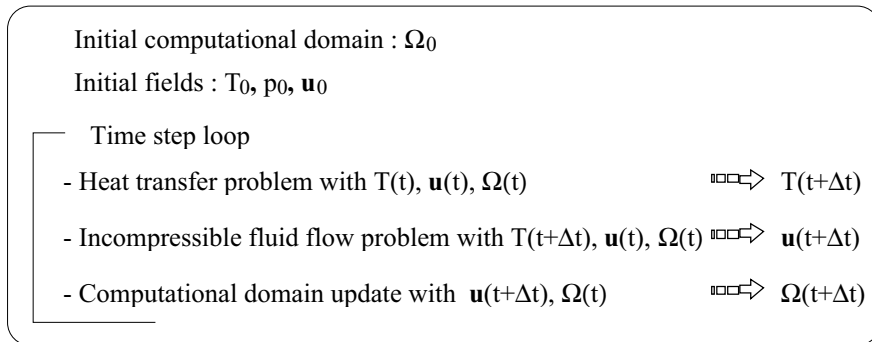 Initial computational domain : Ω0
Initial fields : T0, p0, u0
Time step loop
- Heat transfer problem with T(t), u(t), Ω(t) T(t+Δt)
- Incompressible fluid flow problem with T(t+Δt), u(t), Ω(t) u(t+Δt)
- Computational domain update with u(t+Δt), Ω(t) Ω(t+Δt)